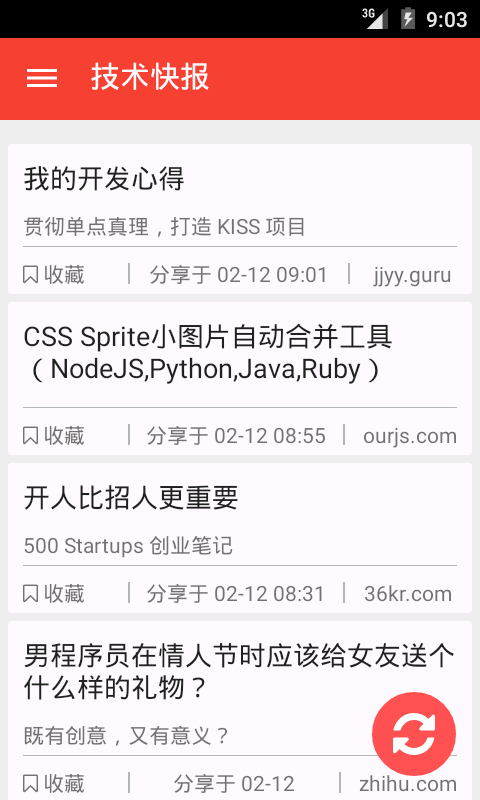 3G 9:03
技术快报
我的开发心得
贯彻单点真理，打造 KISS 项目
收藏 | 分享于 02-12 09:01 | jjyy.guru
CSS Sprite小图片自动合并工具
（NodeJS,Python,Java,Ruby）
收藏 | 分享于 02-12 08:55 | ourjs.com
开人比招人更重要
500 Startups 创业笔记
收藏 | 分享于 02-12 08:31 | 36kr.com
男程序员在情人节时应该给女友送个
什么样的礼物？
既有创意，又有意义？
收藏 | 分享于 02-12 | zhihu.com